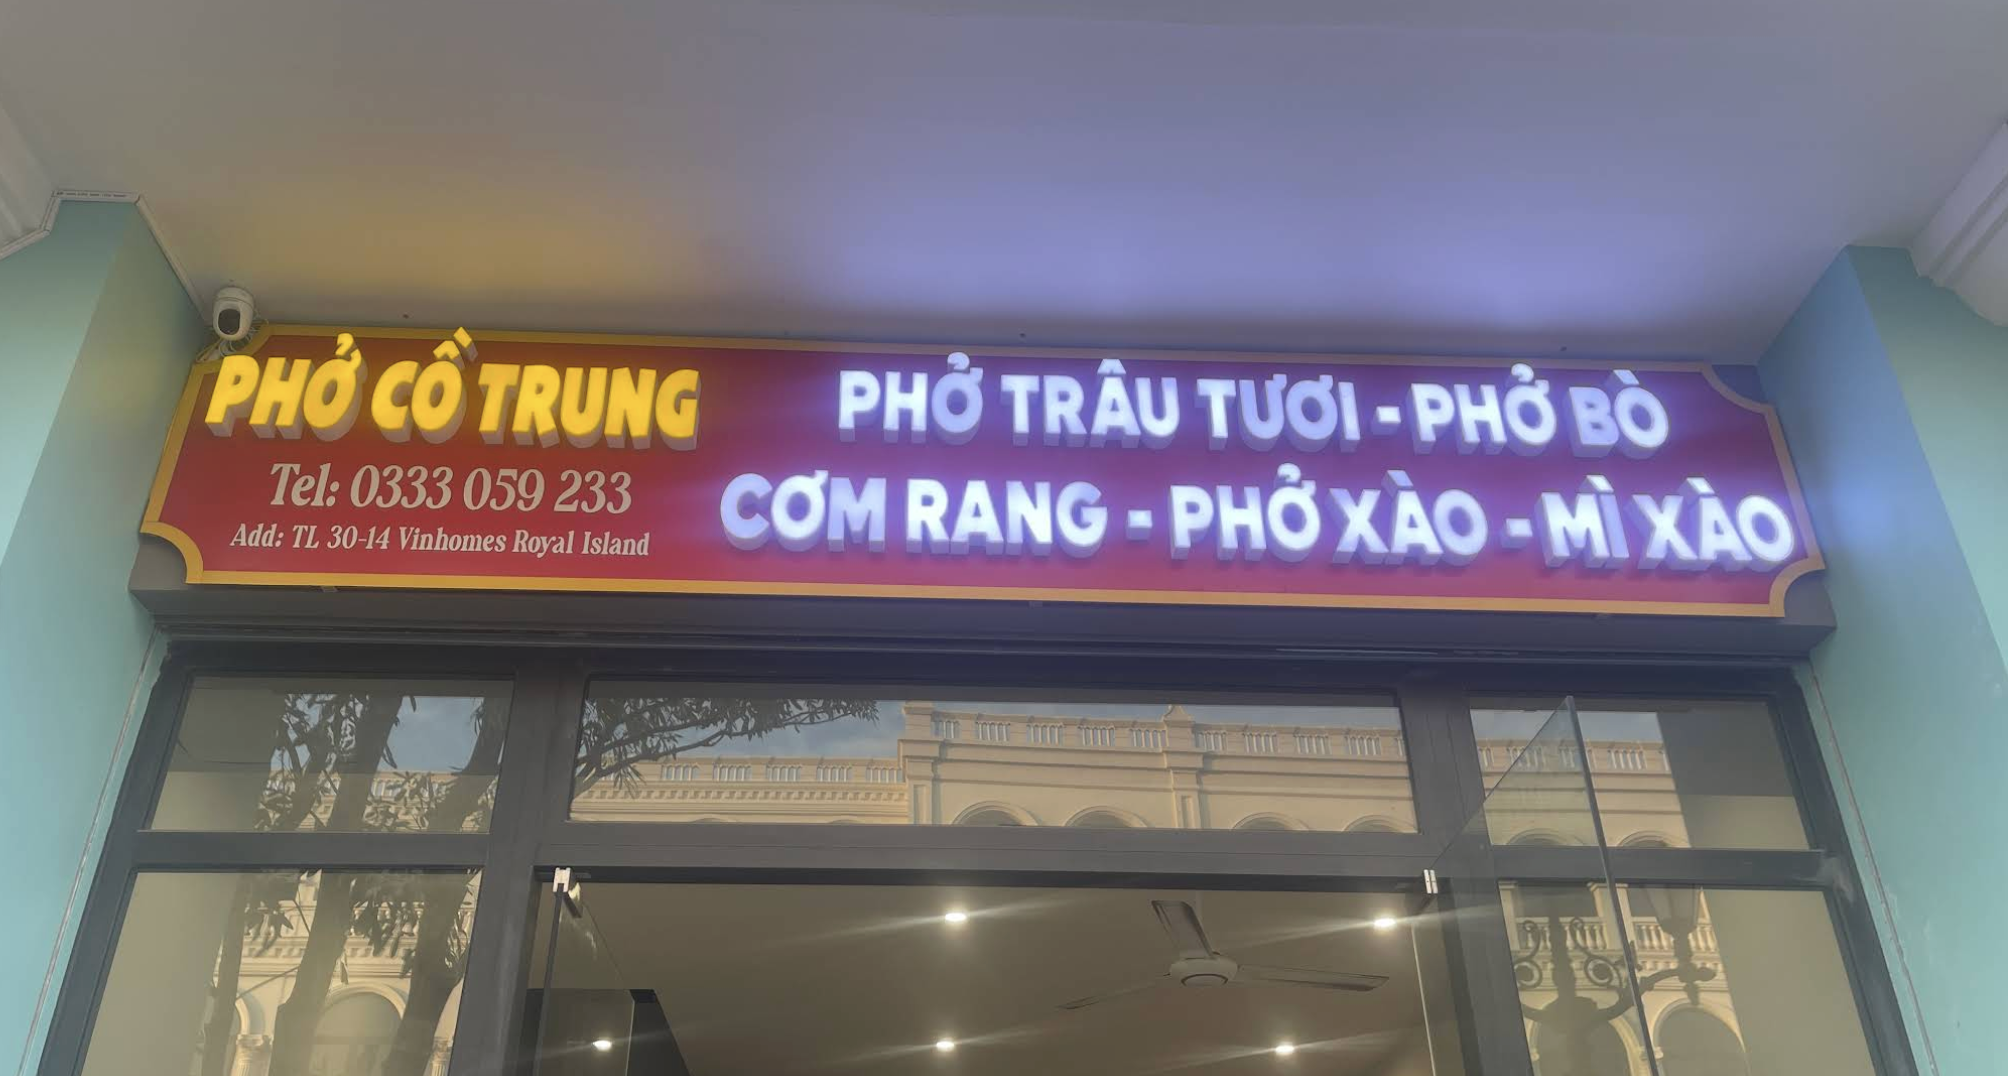 PHỞ CỒ TRUNG
Tel: 0333 059 233
Add: TL 30-14 Vinhomes Royal Island
PHỞ TRÂU TƯƠI - PHỞ BÒ
CƠM RANG - PHỞ XÀO - MÌ XÀO